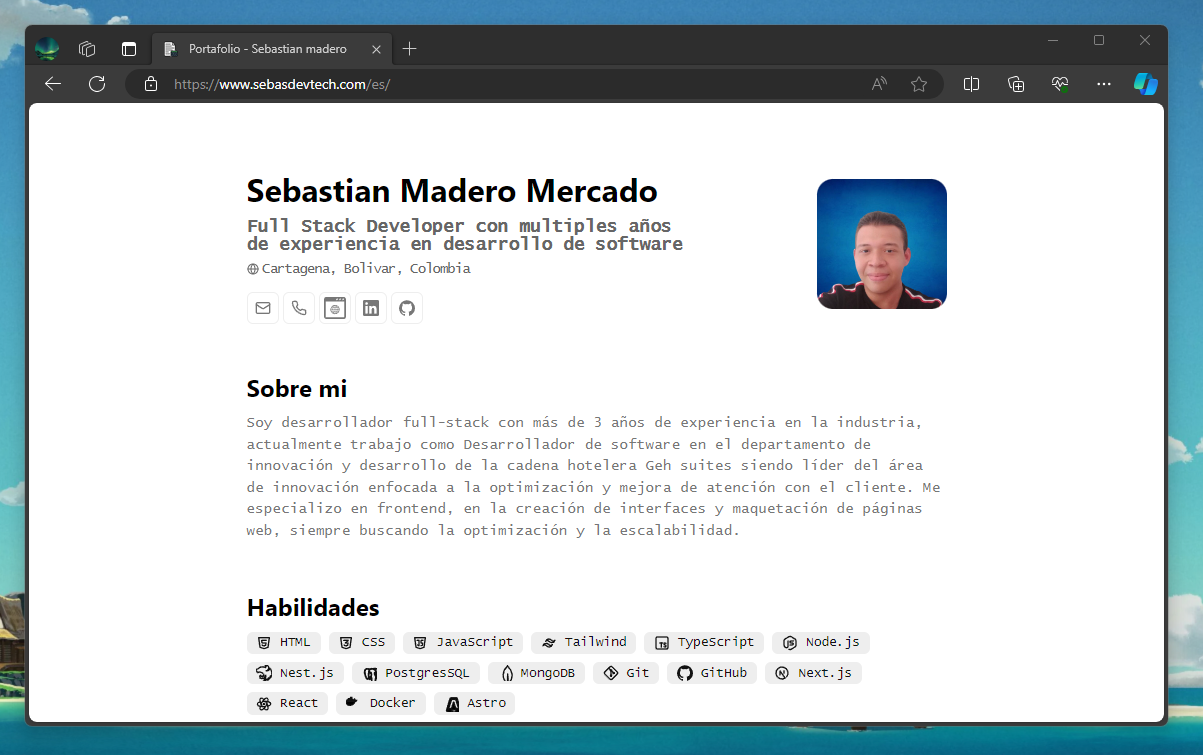 Portafolio - Sebastian madero
https://www.sebasdevtech.com/es/
Sebastian Madero Mercado
Full Stack Developer con multiples años
de experiencia en desarrollo de software
Cartagena, Bolivar, Colombia
Sobre mi
Soy desarrollador full-stack con más de 3 años de experiencia en la industria,
actualmente trabajo como Desarrollador de software en el departamento de
innovación y desarrollo de la cadena hotelera Geh suites siendo líder del área
de innovación enfocada a la optimización y mejora de atención con el cliente. Me
especializo en frontend, en la creación de interfaces y maquetación de páginas
web, siempre buscando la optimización y la escalabilidad.
Habilidades
HTML CSS JavaScript Tailwind TypeScript Node.js
Nest.js PostgresSQL MongoDB Git GitHub Next.js
React Docker Astro